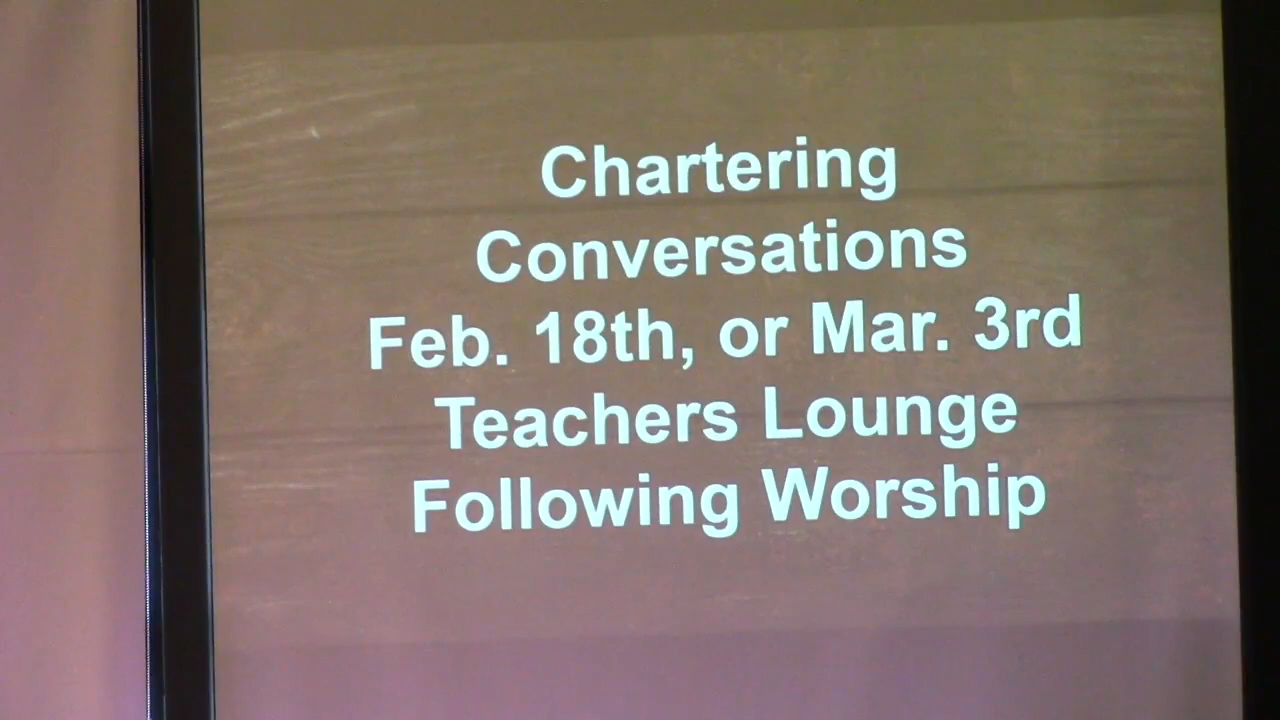 Chartering
Conversations
Feb. 18th, or Mar. 3rd
Teachers Lounge
Following Worship